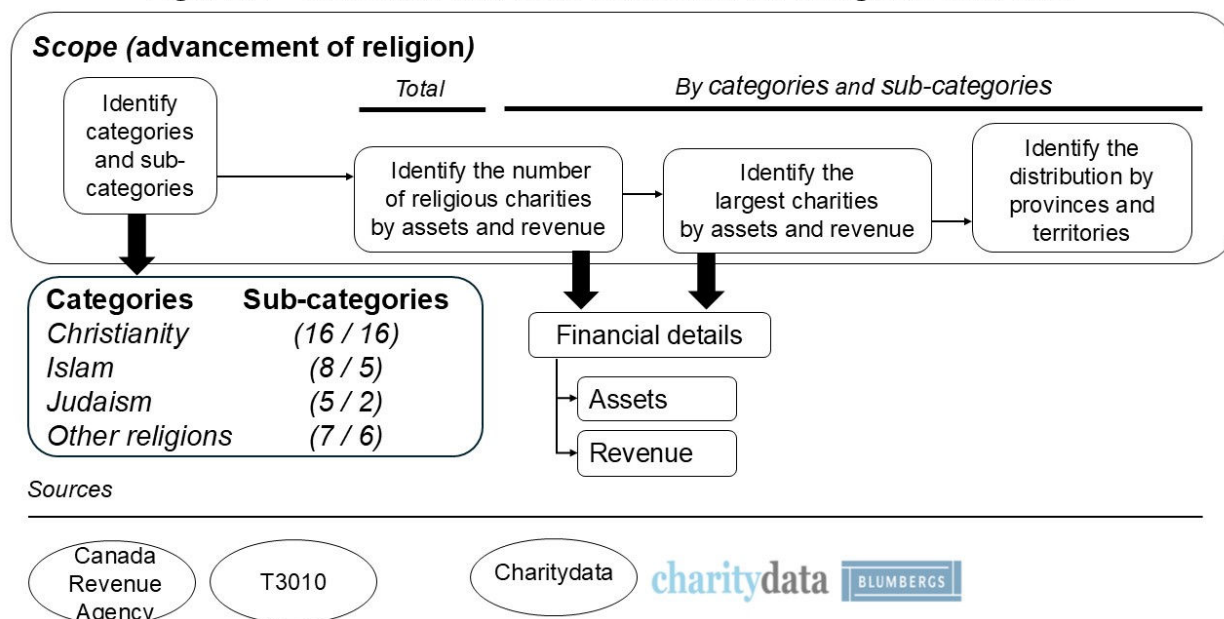 Scope (advancement of religion)
Identify
categories
and sub-
categories
Total
By categories and sub-categories
Identify the number
of religious charities
by assets and revenue
Identify the
largest charities
by assets and revenue
Identify the
distribution by
provinces and
territories
Categories Sub-categories
Christianity (16 / 16)
Islam (8 / 5)
Judaism (5 / 2)
Other religions (7 / 6)
Financial details
Assets
Revenue
Sources
Canada
Revenue
Agency
T3010
Charitydata
charitydata
BLUMBERGS